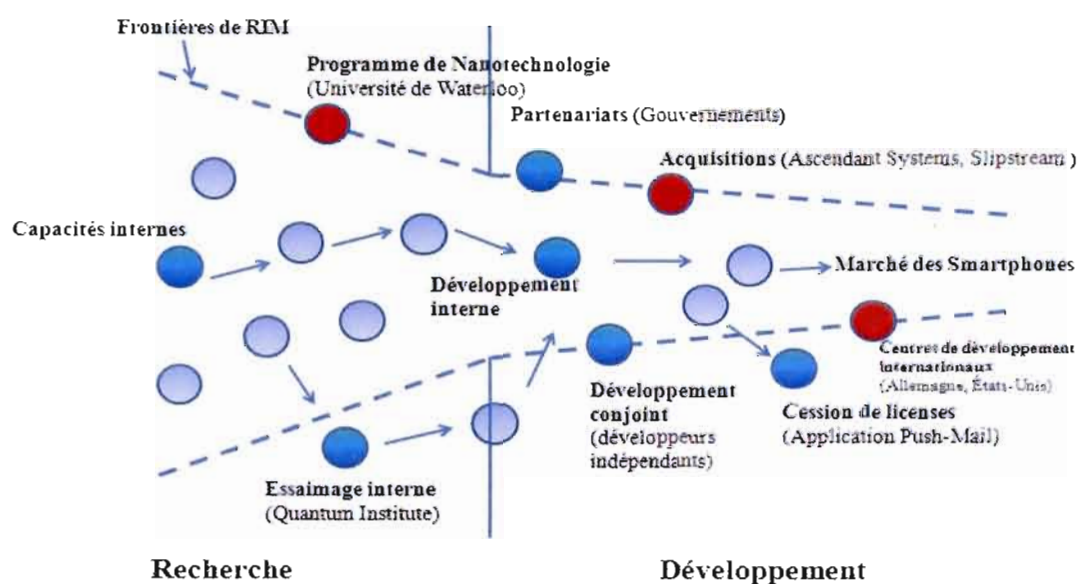 Frontières de RIM
Programme de Nanotechnologie
(Université de Waterloo)
Partenariats (Gouvernements)
Acquisitions (Ascendant Systems, Slipstream )
Capacités internes
Développement
interne
Marché des Smartphones
Centres de développement
internationaux
(Allemagne, États-Unis)
Développement
conjoint
(développeurs
indépendants)
Cession de licenses
(Application Push-Mail)
Essaimage interne
(Quantum Institute)
Recherche
Développement